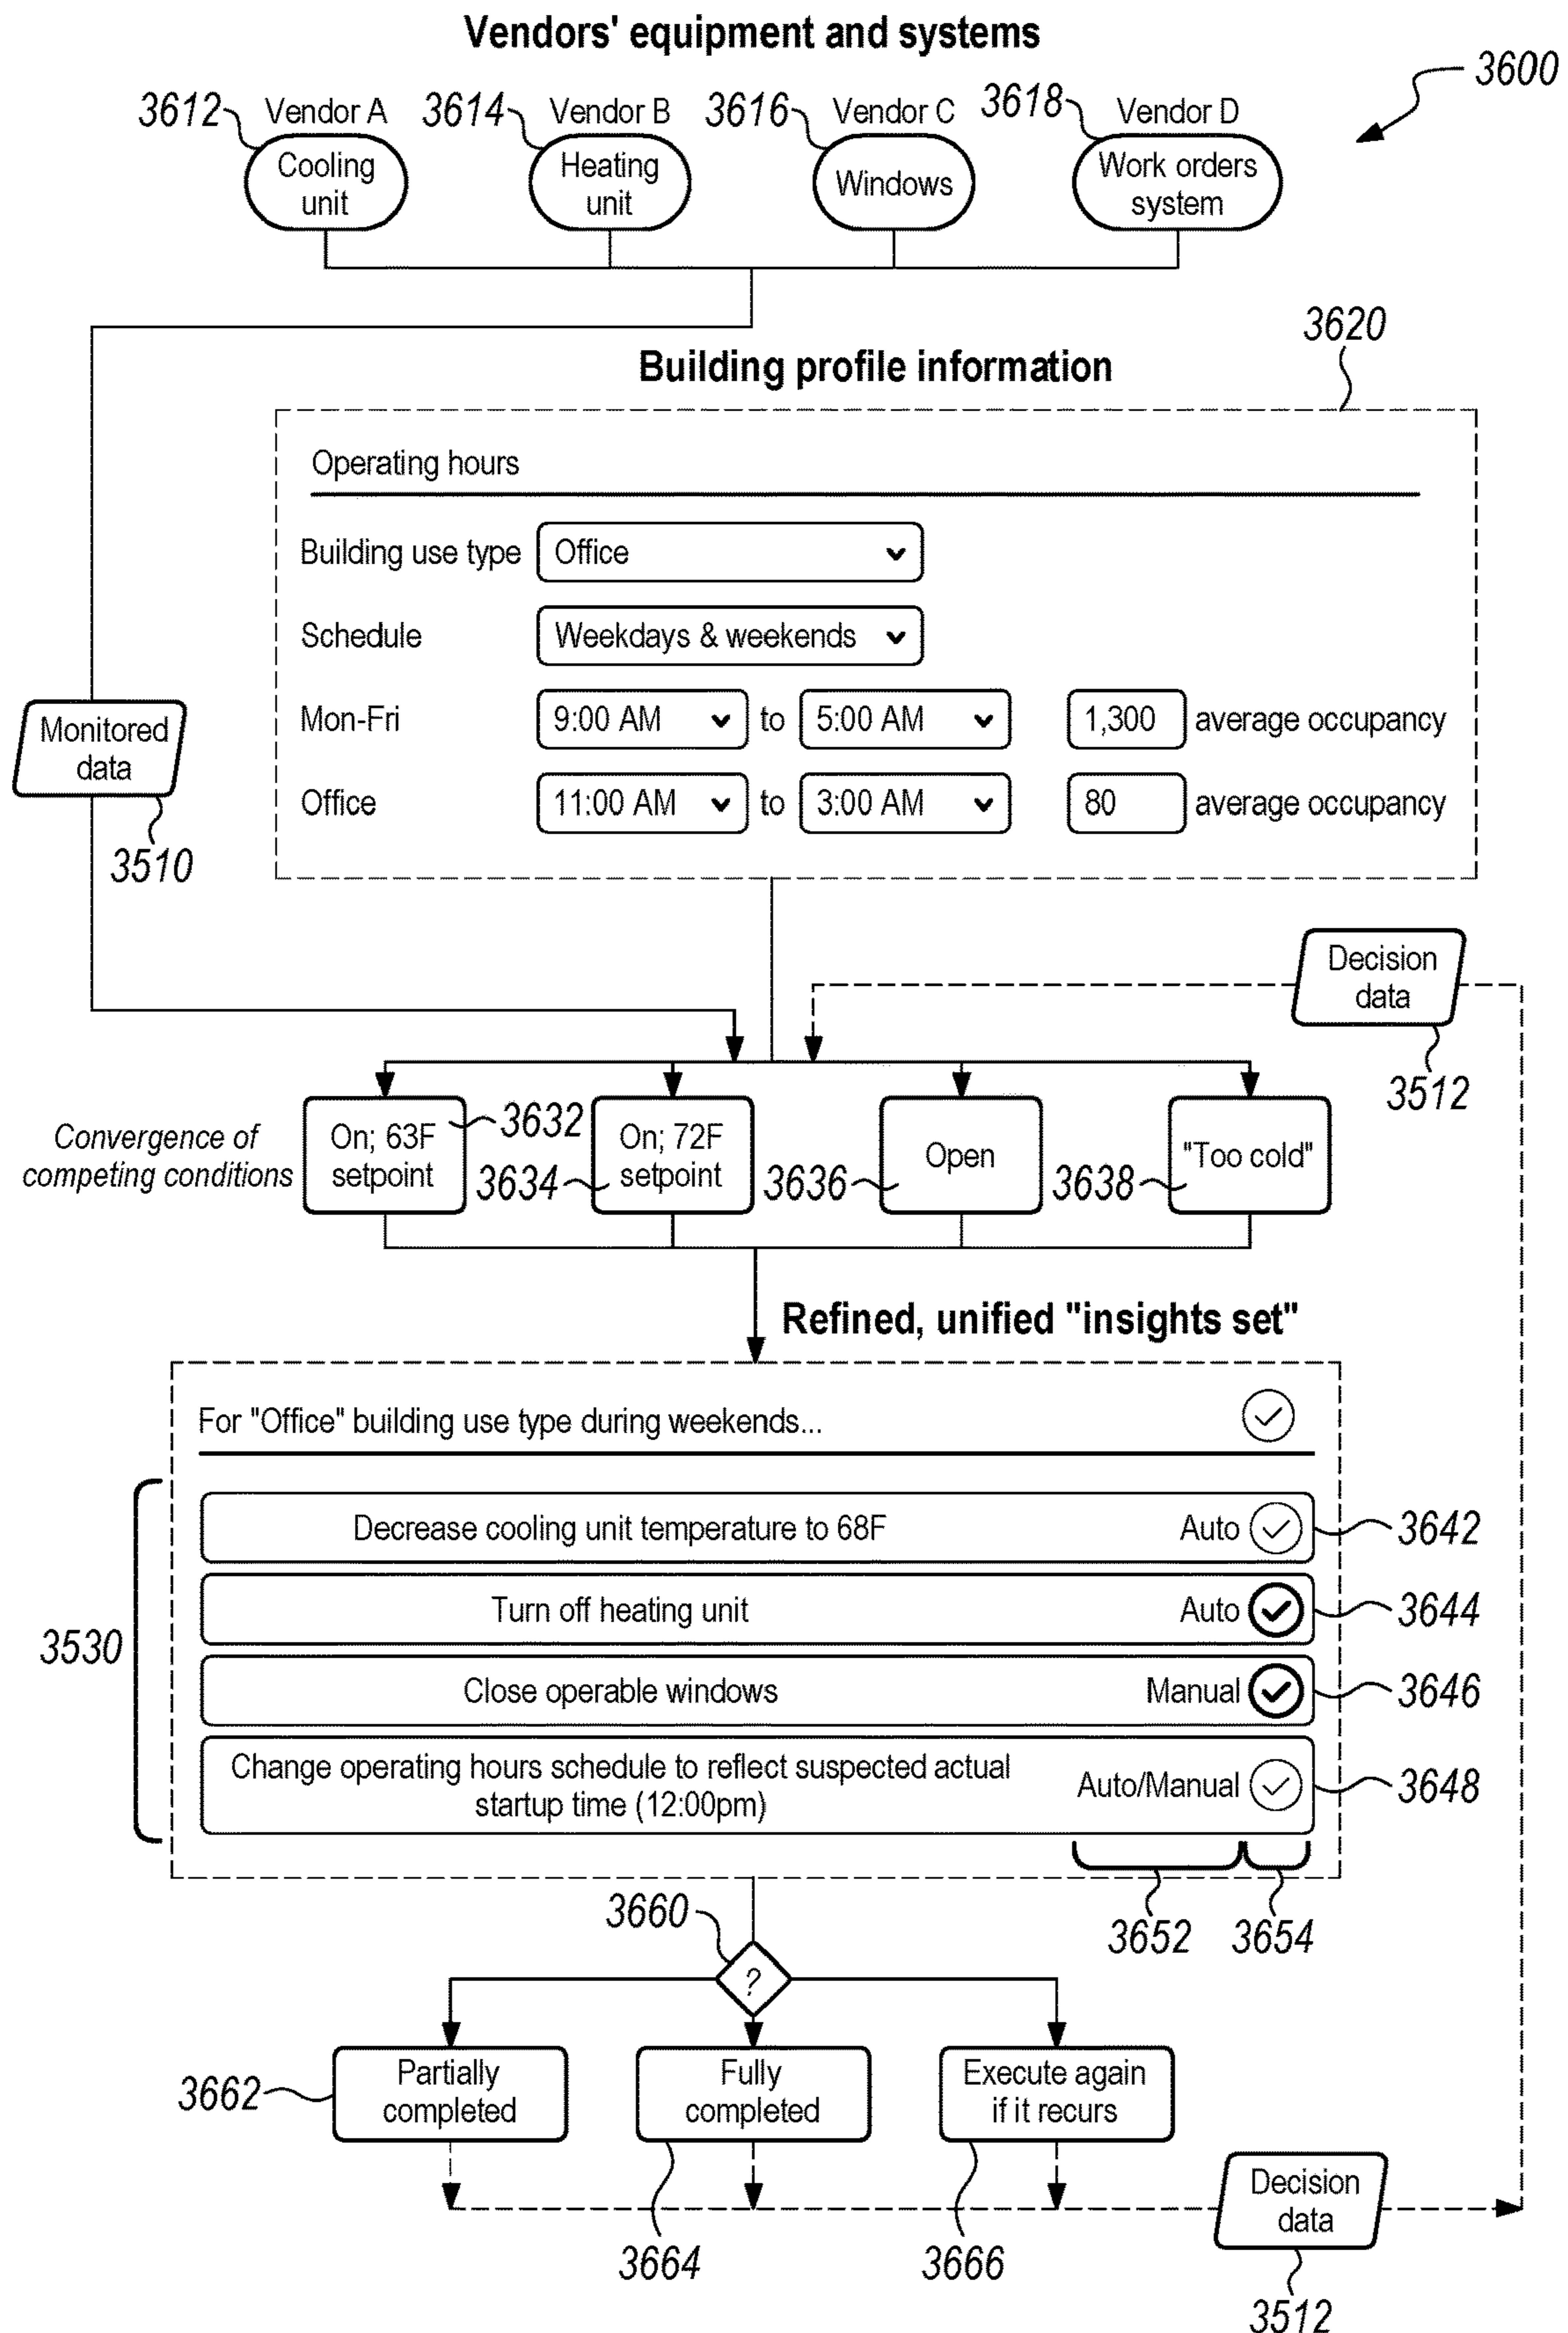 Vendors' equipment and systems
3600
3612
Vendor A
3614
Vendor B
3616
Vendor C
3618
Vendor D
Cooling
unit
Heating
unit
Windows
Work orders
system
3620
Building profile information
Operating hours
Building use type
Office
Schedule
Weekdays & weekends
Mon-Fri
9:00 AM
to
5:00 AM
1,300
average occupancy
Office
11:00 AM
to
3:00 AM
80
average occupancy
Monitored
data
3510
Decision
data
3512
Convergence of
competing conditions
On; 63F
setpoint
3632
On; 72F
setpoint
3634
Open
3636
"Too cold"
3638
Refined, unified "insights set"
For "Office" building use type during weekends...
3530
Decrease cooling unit temperature to 68F
Auto
3642
Turn off heating unit
Auto
3644
Close operable windows
Manual
3646
Change operating hours schedule to reflect suspected actual
startup time (12:00pm)
Auto/Manual
3648
3652
3654
3660
?
3662
Partially
completed
Fully
completed
Execute again
if it recurs
3664
3666
Decision
data
3512